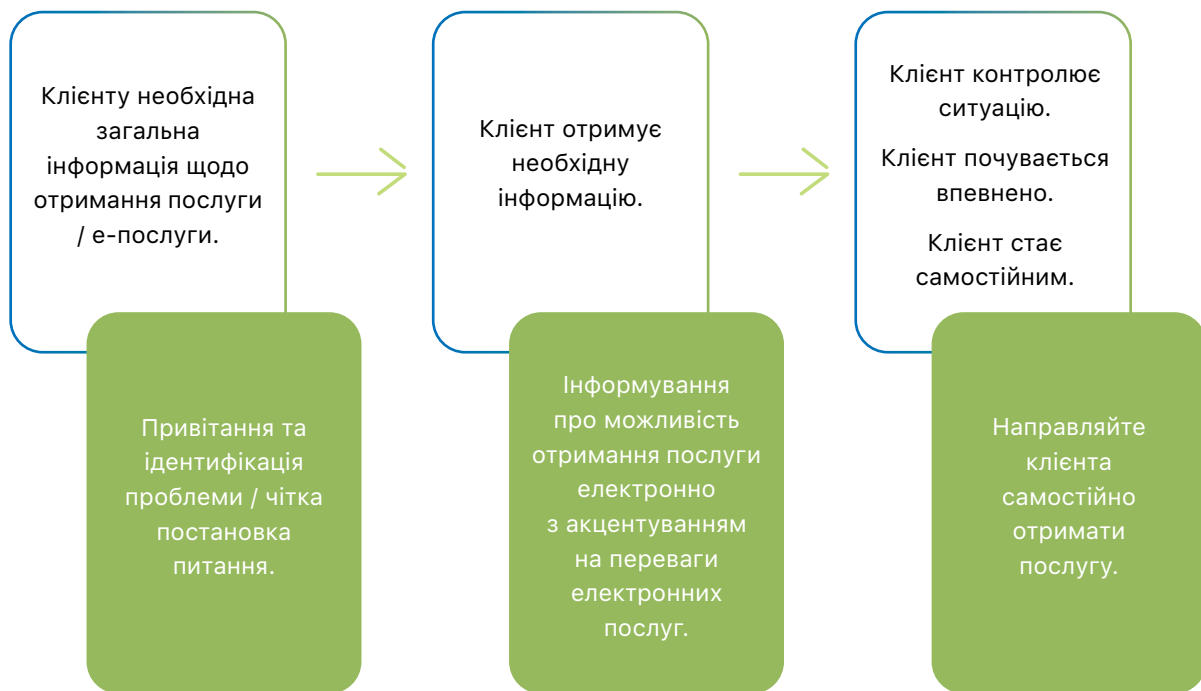 Клієнту необхідна
загальна
інформація щодо
отримання послуги
/ е-послуги.
Привітання та
ідентифікація
проблеми / чітка
постановка
питання.
Клієнт отримує
необхідну
інформацію.
Інформування
про можливість
отримання послуги
електронно
з акцентуванням
на переваги
електронних
послуг.
Клієнт контролює
ситуацію.
Клієнт почувається
впевнено.
Клієнт стає
самостійним.
Направляйте
клієнта
самостійно
отримати
послугу.